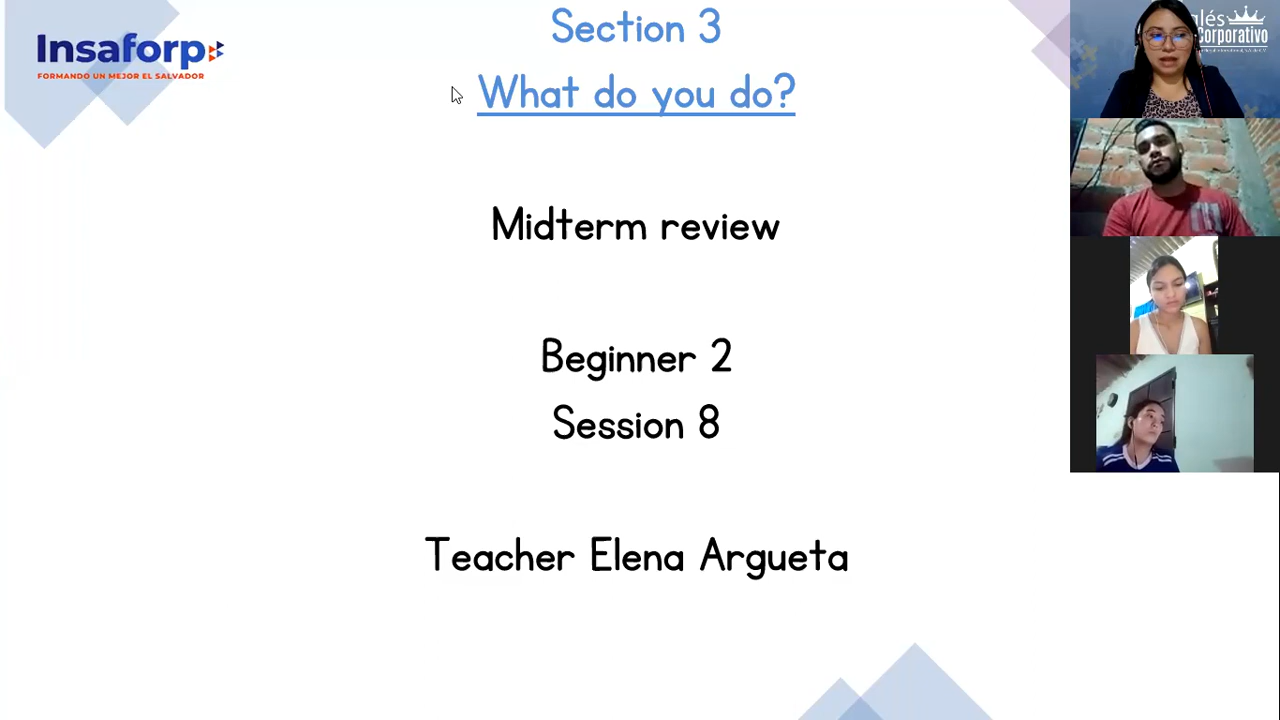 Insaforp
FORMANDO UN MEJOR EL SALVADOR
Section 3
What do you do?
Midterm review
Beginner 2
Session 8
Teacher Elena Argueta
glés
Corporativo